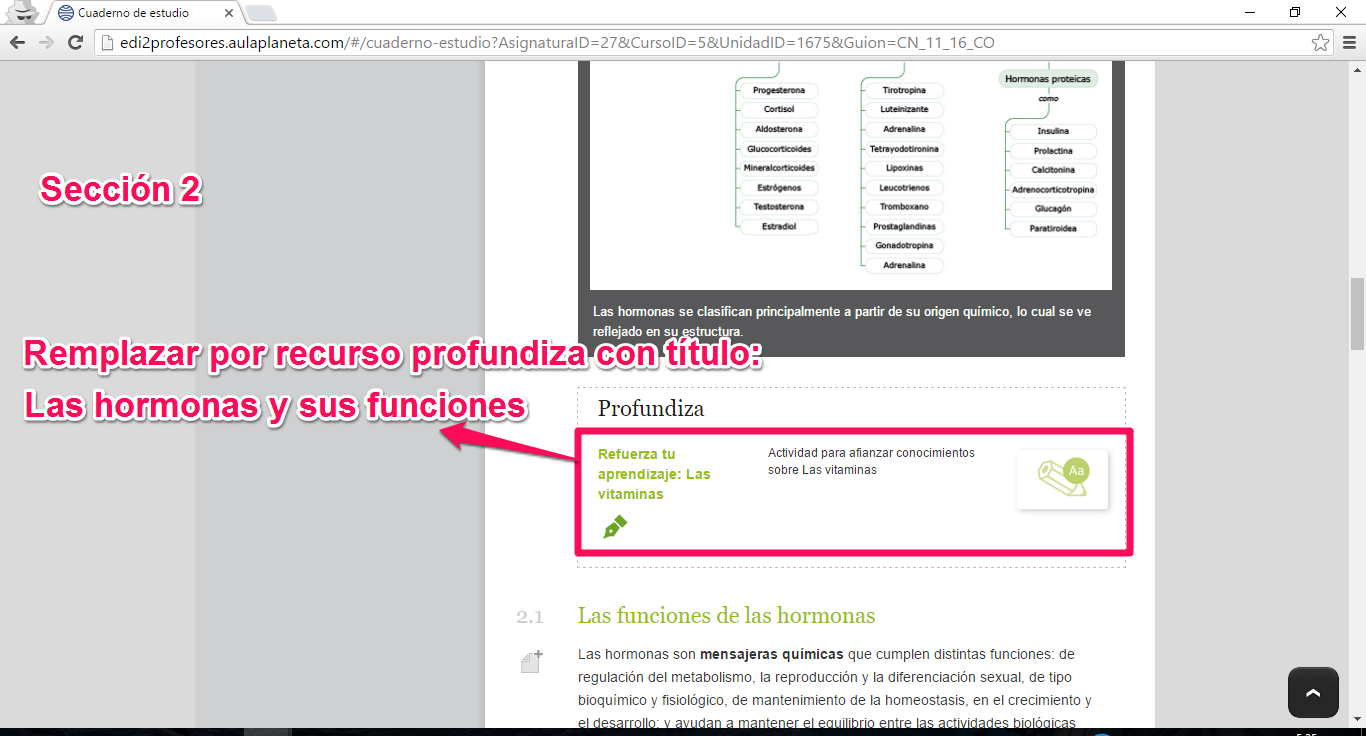 Cuaderno de estudio
edi2profesores.aulaplaneta.com/#/cuaderno-estudio?AsignaturaID=27&CursoID=5&UnidadID=1675&Guion=CN_11_16_CO
Hormonas proteicas
como
Progesterona
Cortisol
Aldosterona
Glucocorticoides
Mineralcorticoides
Estrógenos
Testosterona
Estradiol
Tirotropina
Luteinizante
Adrenalina
Tetrayodotironina
Lipoxinas
Leucotrienos
Tromboxano
Prostaglandinas
Gonadotropina
Adrenalina
Insulina
Prolactina
Calcitonina
Adrenocorticotropina
Glucagón
Paratiroidea
Sección 2
Las hormonas se clasifican principalmente a partir de su origen químico, lo cual se ve
reflejado en su estructura.
Remplazar por recurso profundiza con título:
Las hormonas y sus funciones
Profundiza
Refuerza tu
aprendizaje: Las
vitaminas
Actividad para afianzar conocimientos
sobre Las vitaminas
Aa
2.1 Las funciones de las hormonas
Las hormonas son mensajeras químicas que cumplen distintas funciones: de
regulación del metabolismo, la reproducción y la diferenciación sexual, de tipo
bioquímico y fisiológico, de mantenimiento de la homeostasis, en el crecimiento y
el desarrollo; y ayudan a mantener el equilibrio entre las actividades biológicas